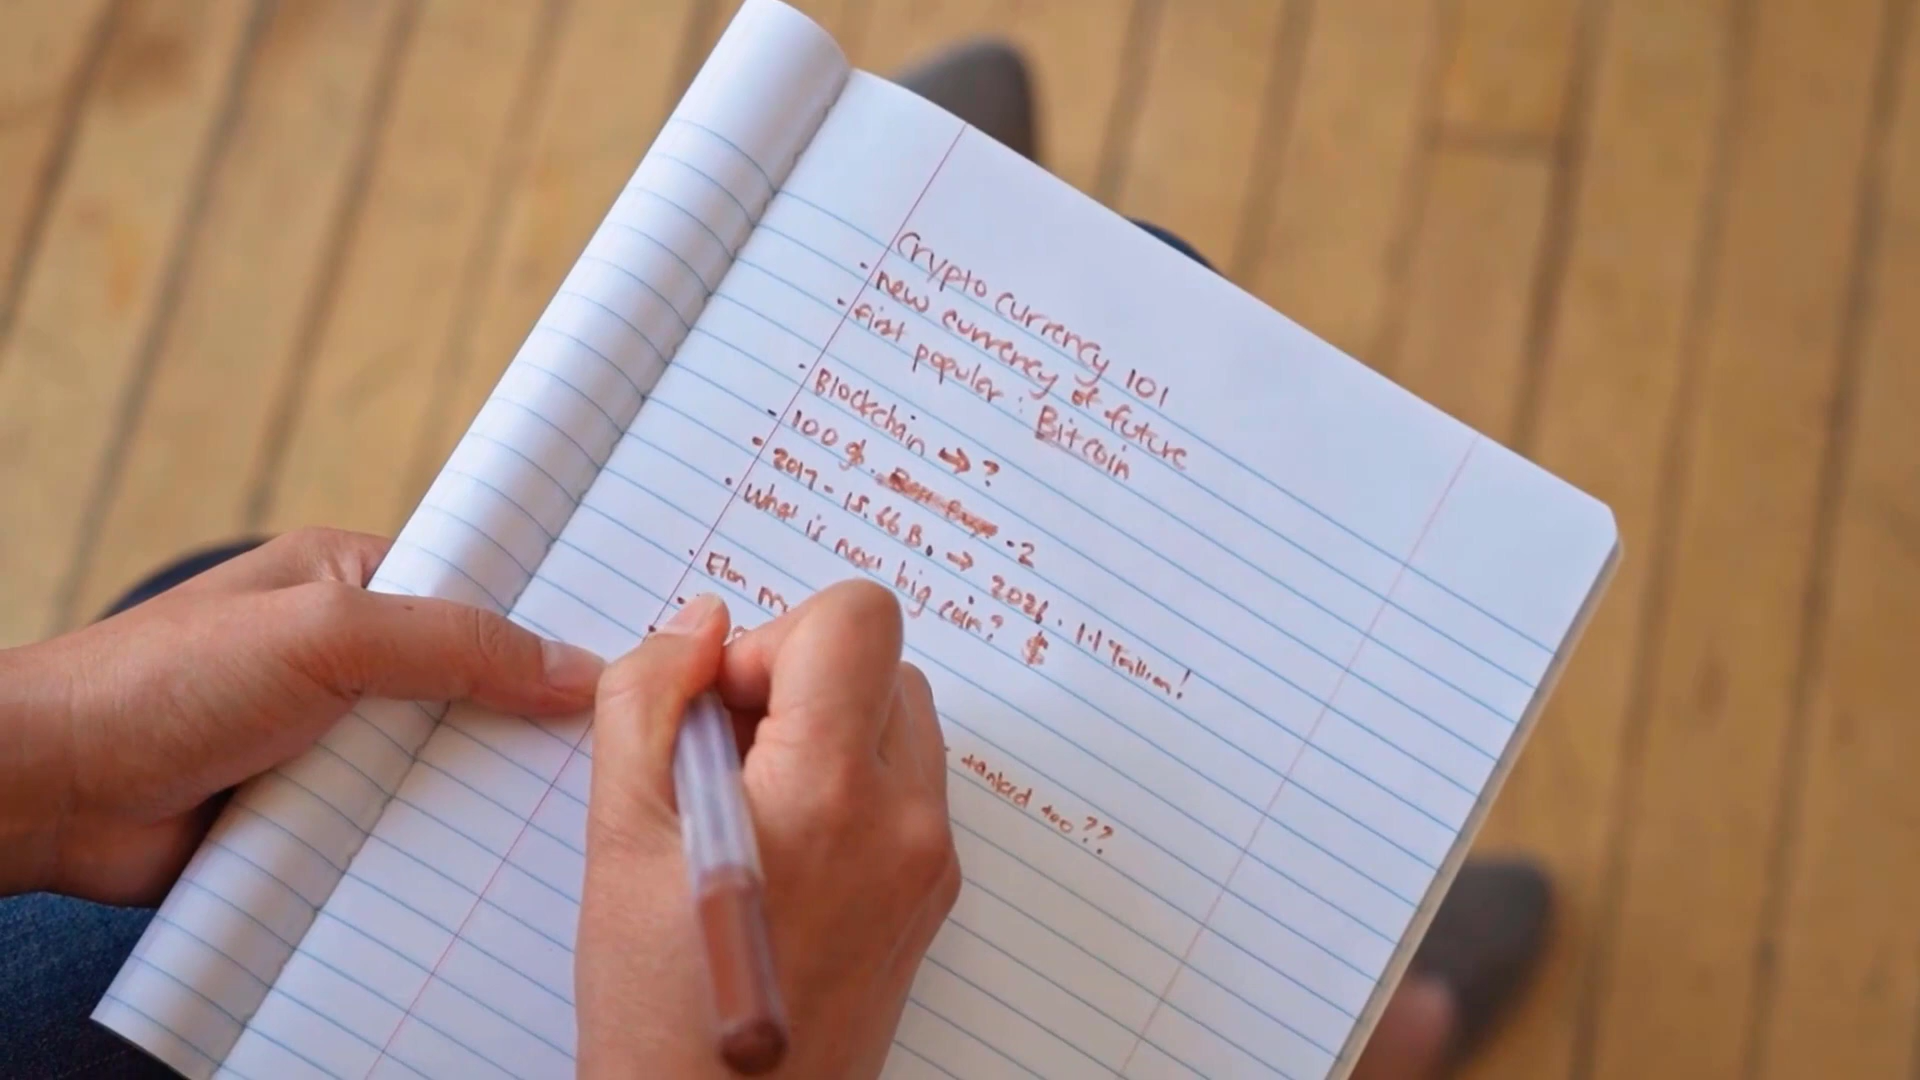 Crypto currency 101
- new currency of future
- first popular : Bitcoin
- Blockchain → ?
- 100 %. - 2
• 2017 - 15.66 B. → 2021. 1.1 Trillion!
• What is next big coin? $
• Elon
tanked too??